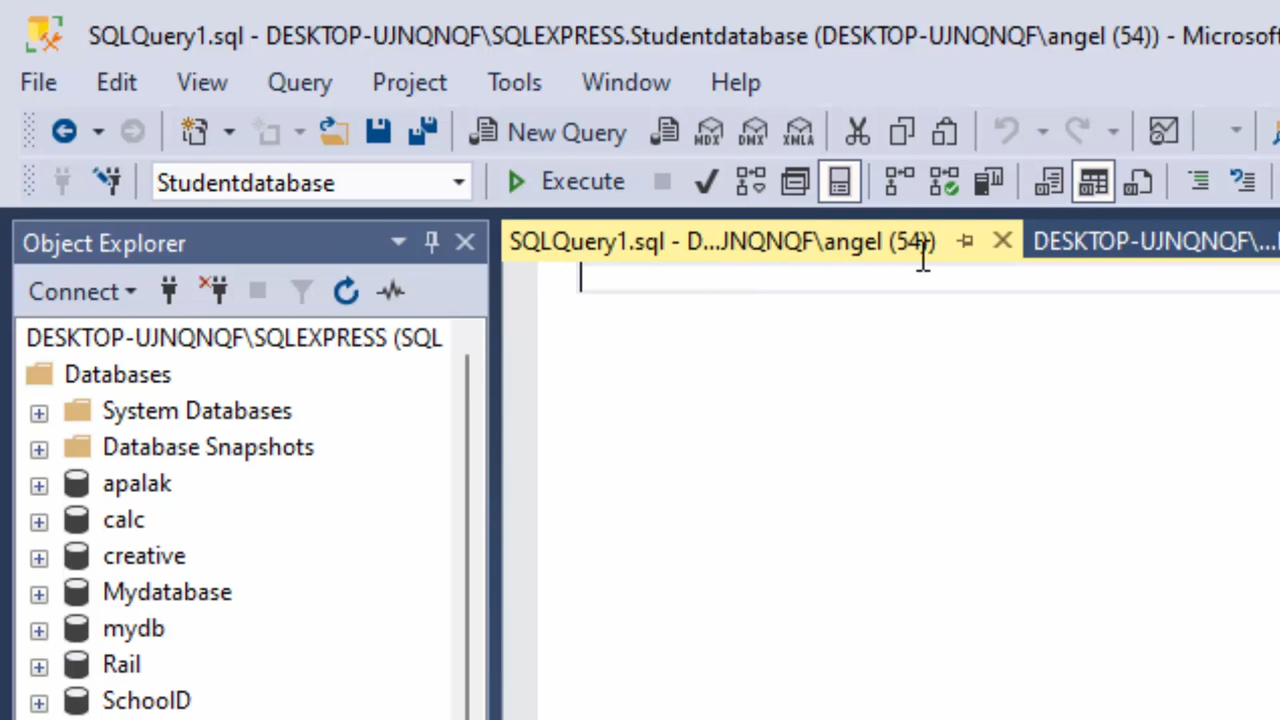 SQLQuery1.sql - DESKTOP-UJNQNQF\SQLEXPRESS.Studentdatabase (DESKTOP-UJNQNQF\angel (54)) - Microsoft
File Edit View Query Project Tools Window Help
New Query MDX DMX XMLA
Studentdatabase Execute
Object Explorer SQLQuery1.sql - D...JNQNQF\angel (54)) DESKTOP-UJNQNQF\...
Connect
DESKTOP-UJNQNQF\SQLEXPRESS (SQL
Databases
System Databases
Database Snapshots
apalak
calc
creative
Mydatabase
mydb
Rail
SchoolD